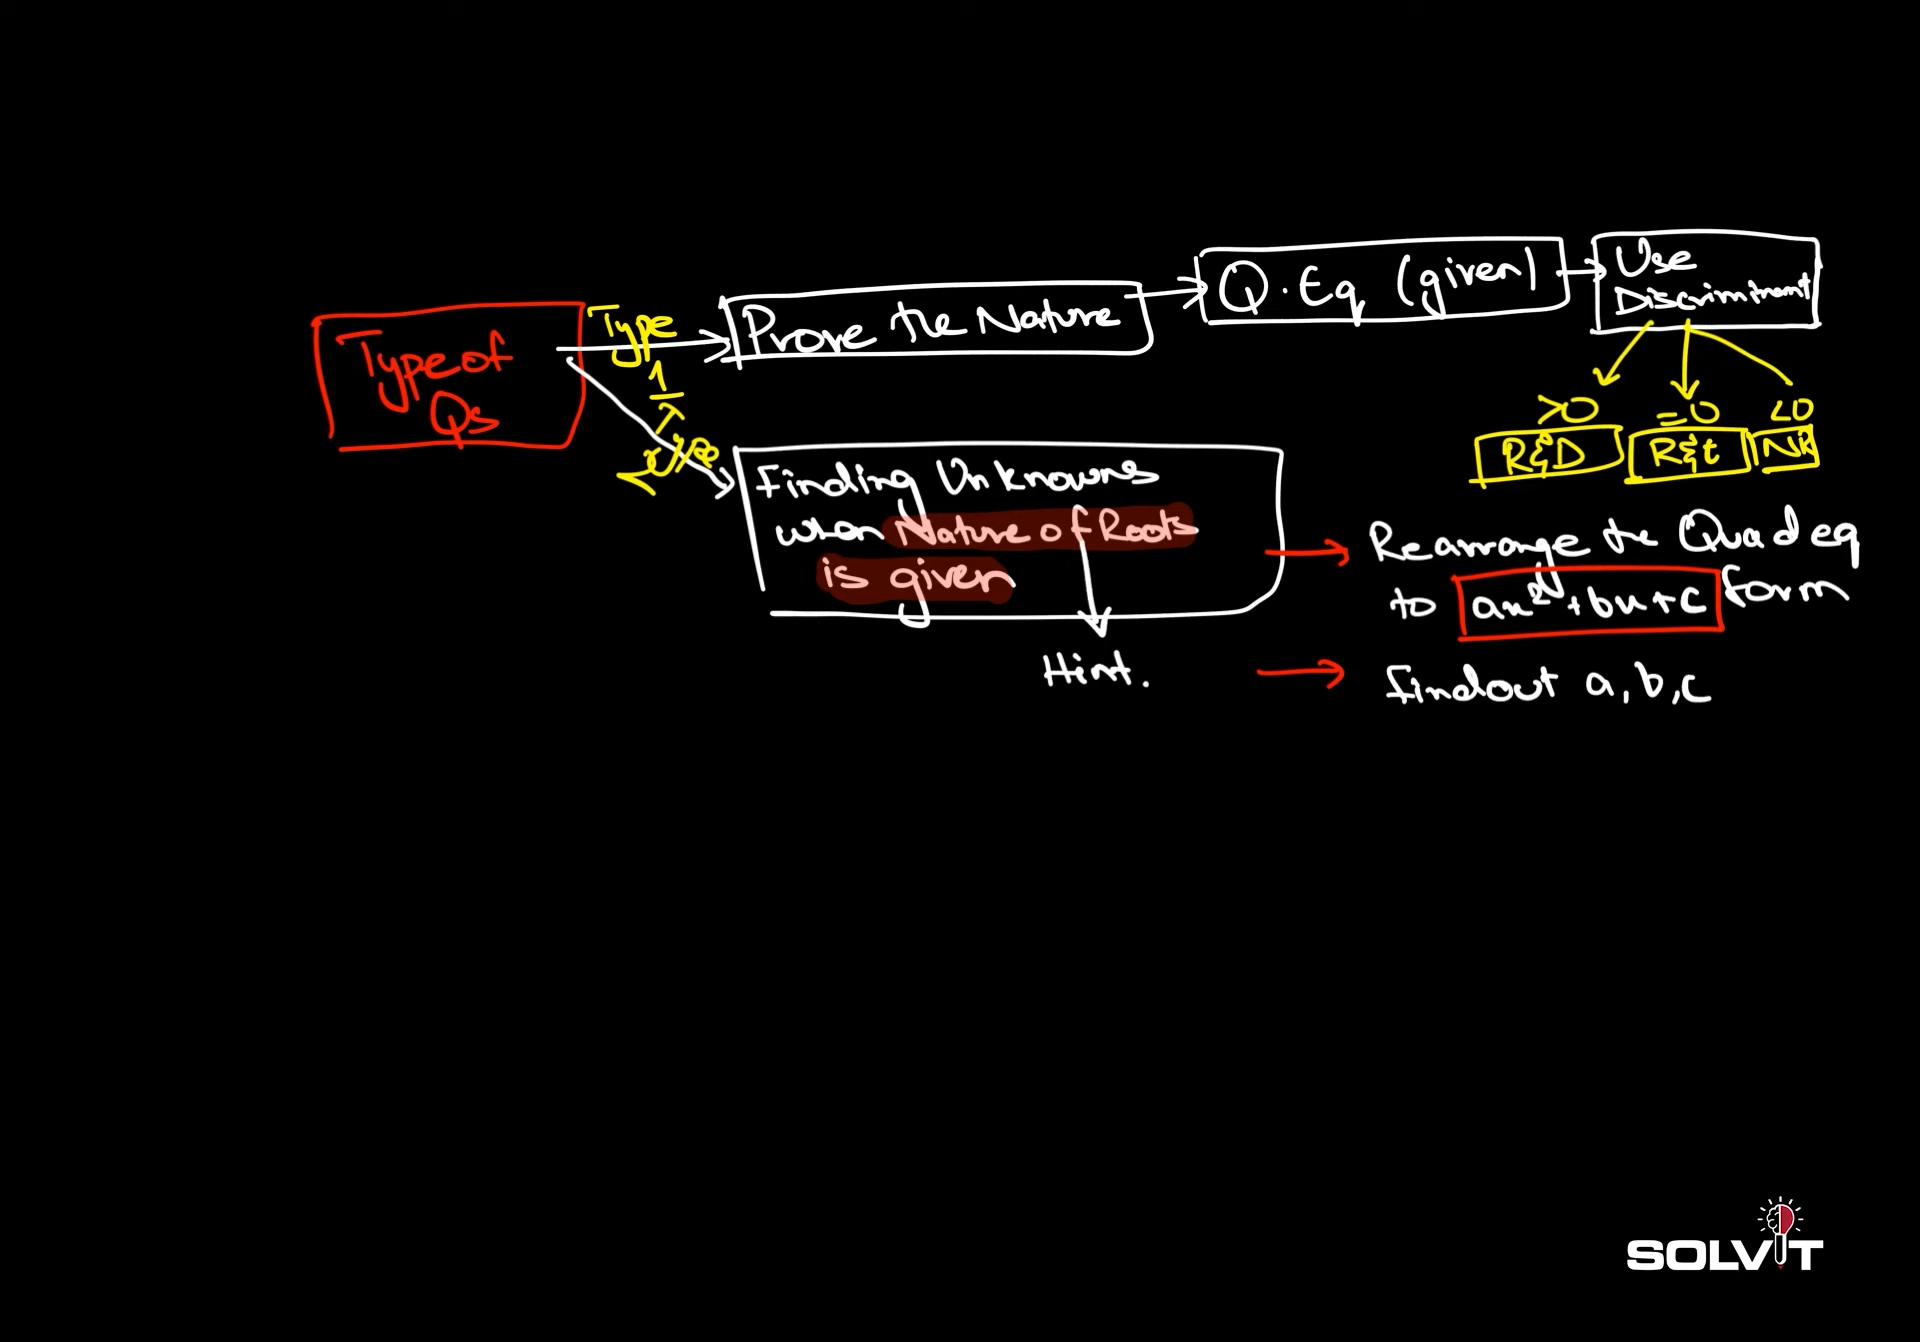 Type of
Qs
Type
1
Prove the Nature
Q.Eq (given)
Use
Discriminant
>0
=0
<0
R&D
R&t
NR
Type
2
Finding Unknowns
when Nature of Roots
is given
Hint.
Rearrange the Quad eq
to ax²+bx+c form
findout a, b, c
SOLVIT